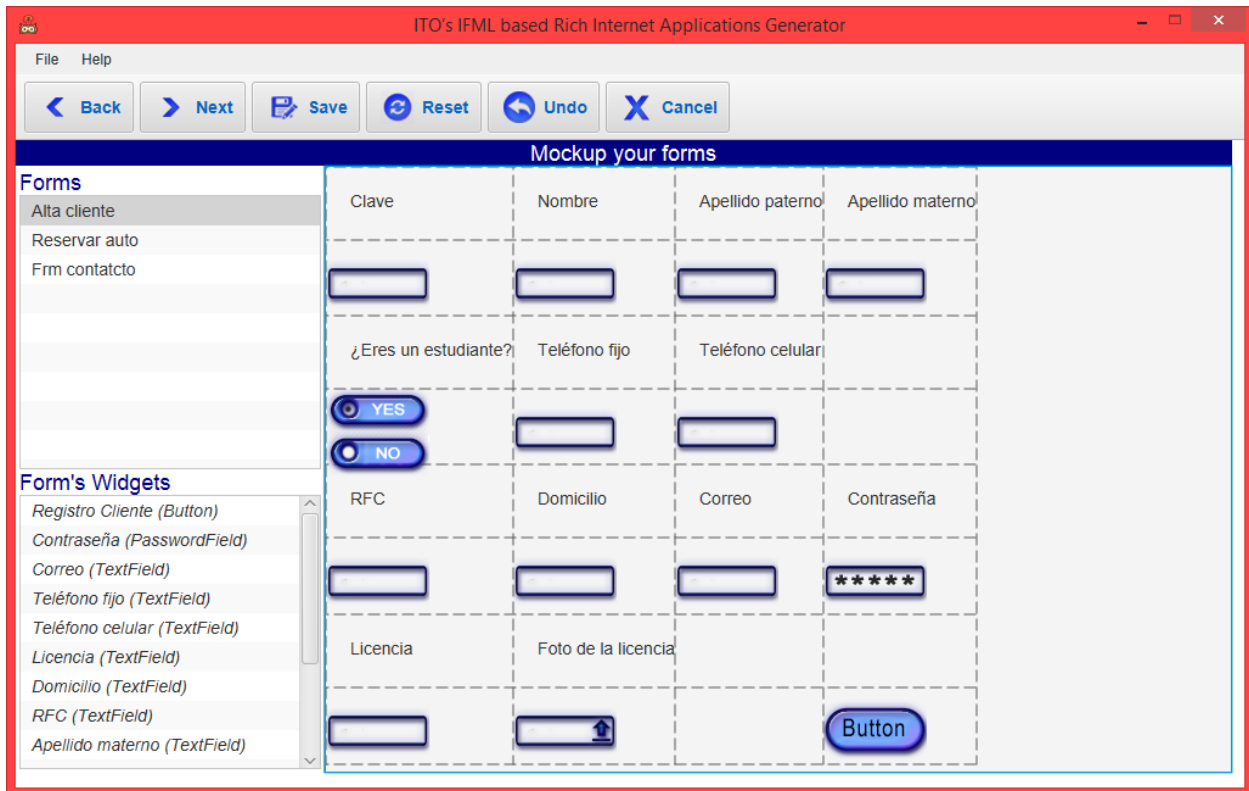 ITO's IFML based Rich Internet Applications Generator
File Help
Back Next Save Reset Undo Cancel
Mockup your forms
Forms
Alta cliente
Reservar auto
Frm contatcto
Form's Widgets
Registro Cliente (Button)
Contraseña (PasswordField)
Correo (TextField)
Teléfono fijo (TextField)
Teléfono celular (TextField)
Licencia (TextField)
Domicilio (TextField)
RFC (TextField)
Apellido materno (TextField)
Clave Nombre Apellido paterno Apellido materno
¿Eres un estudiante? Teléfono fijo Teléfono celular
YES
NO
RFC Domicilio Correo Contraseña
*****
Licencia Foto de la licencia
Button